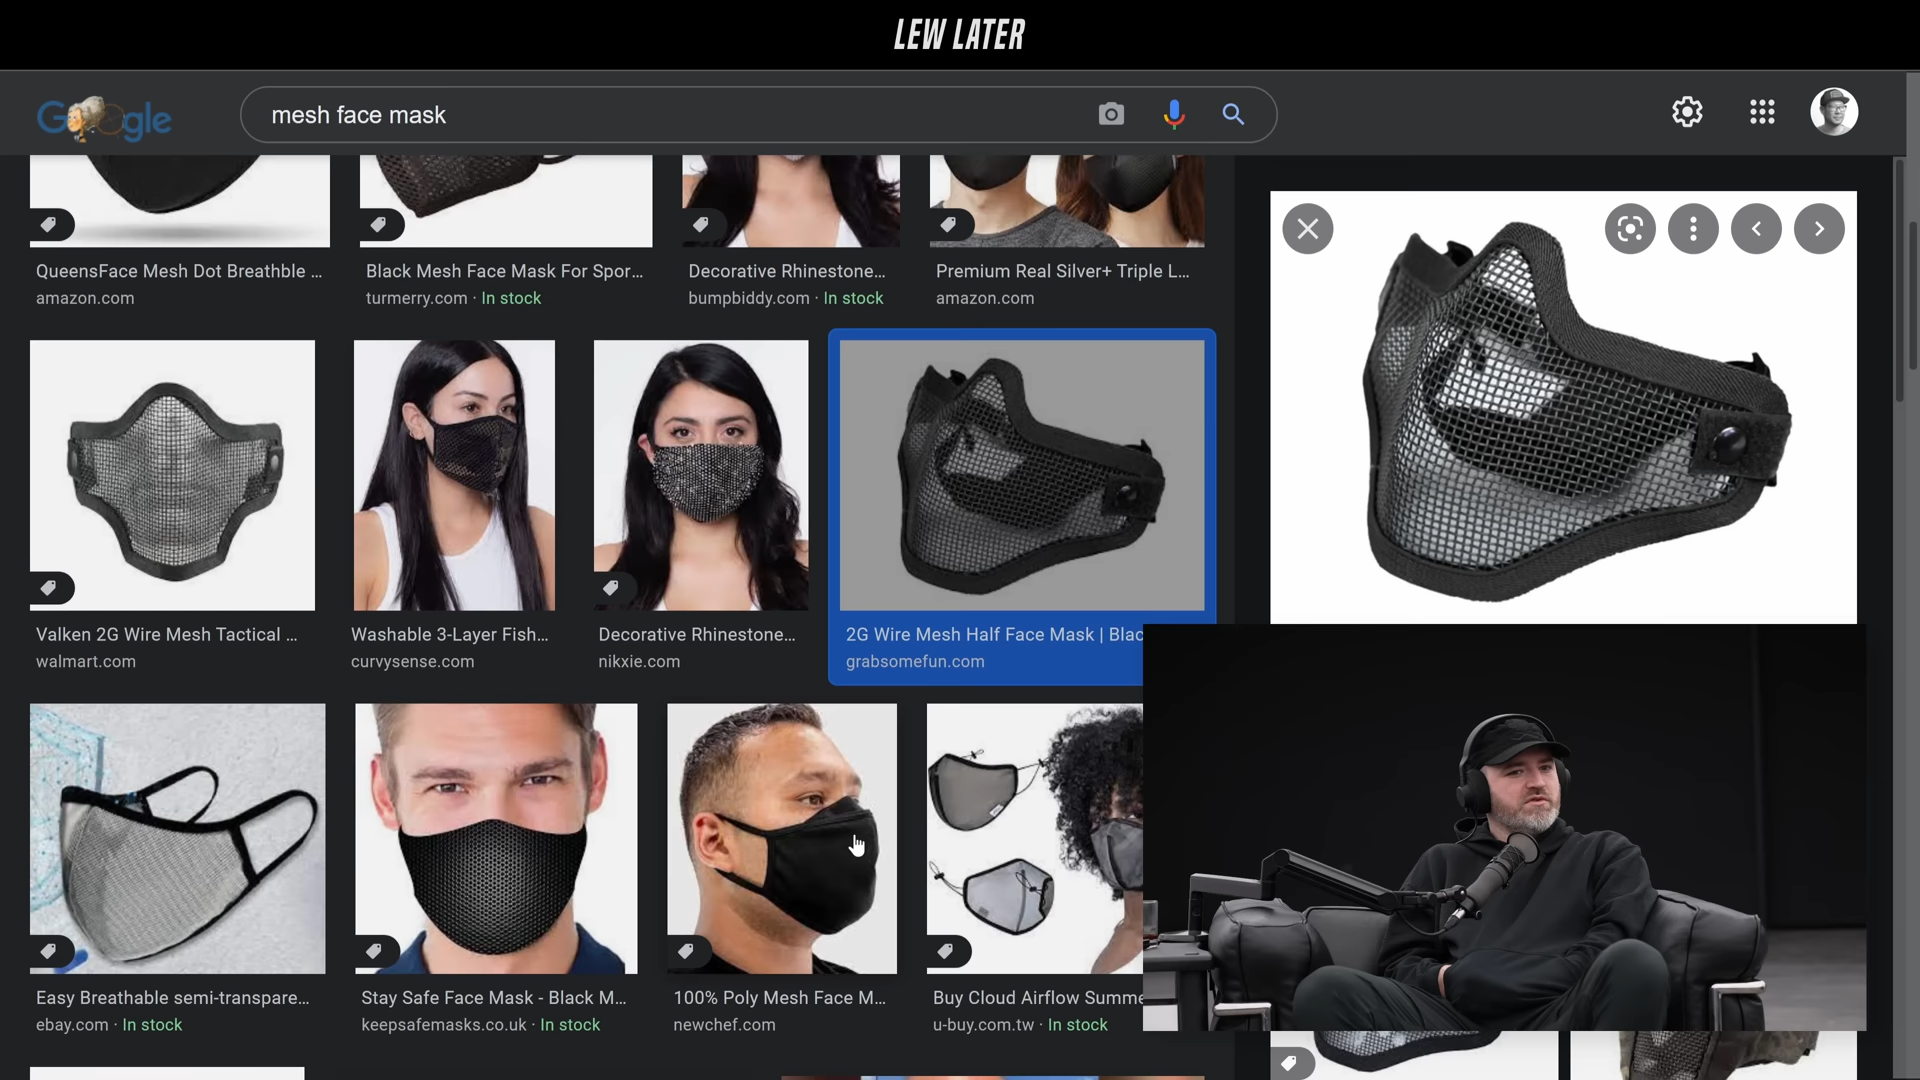 LEW LATER
Google
mesh face mask
QueensFace Mesh Dot Breathble ...
amazon.com
Black Mesh Face Mask For Spor...
turmerry.com · In stock
Decorative Rhinestone...
bumpbiddy.com · In stock
Premium Real Silver+ Triple L...
amazon.com
Valken 2G Wire Mesh Tactical ...
walmart.com
Washable 3-Layer Fish...
curvysense.com
Decorative Rhinestone...
nikxie.com
2G Wire Mesh Half Face Mask | Blac
grabsomefun.com
Easy Breathable semi-transpare...
ebay.com · In stock
Stay Safe Face Mask - Black M...
keepsafemasks.co.uk · In stock
100% Poly Mesh Face M...
newchef.com
Buy Cloud Airflow Summe
u-buy.com.tw · In stock